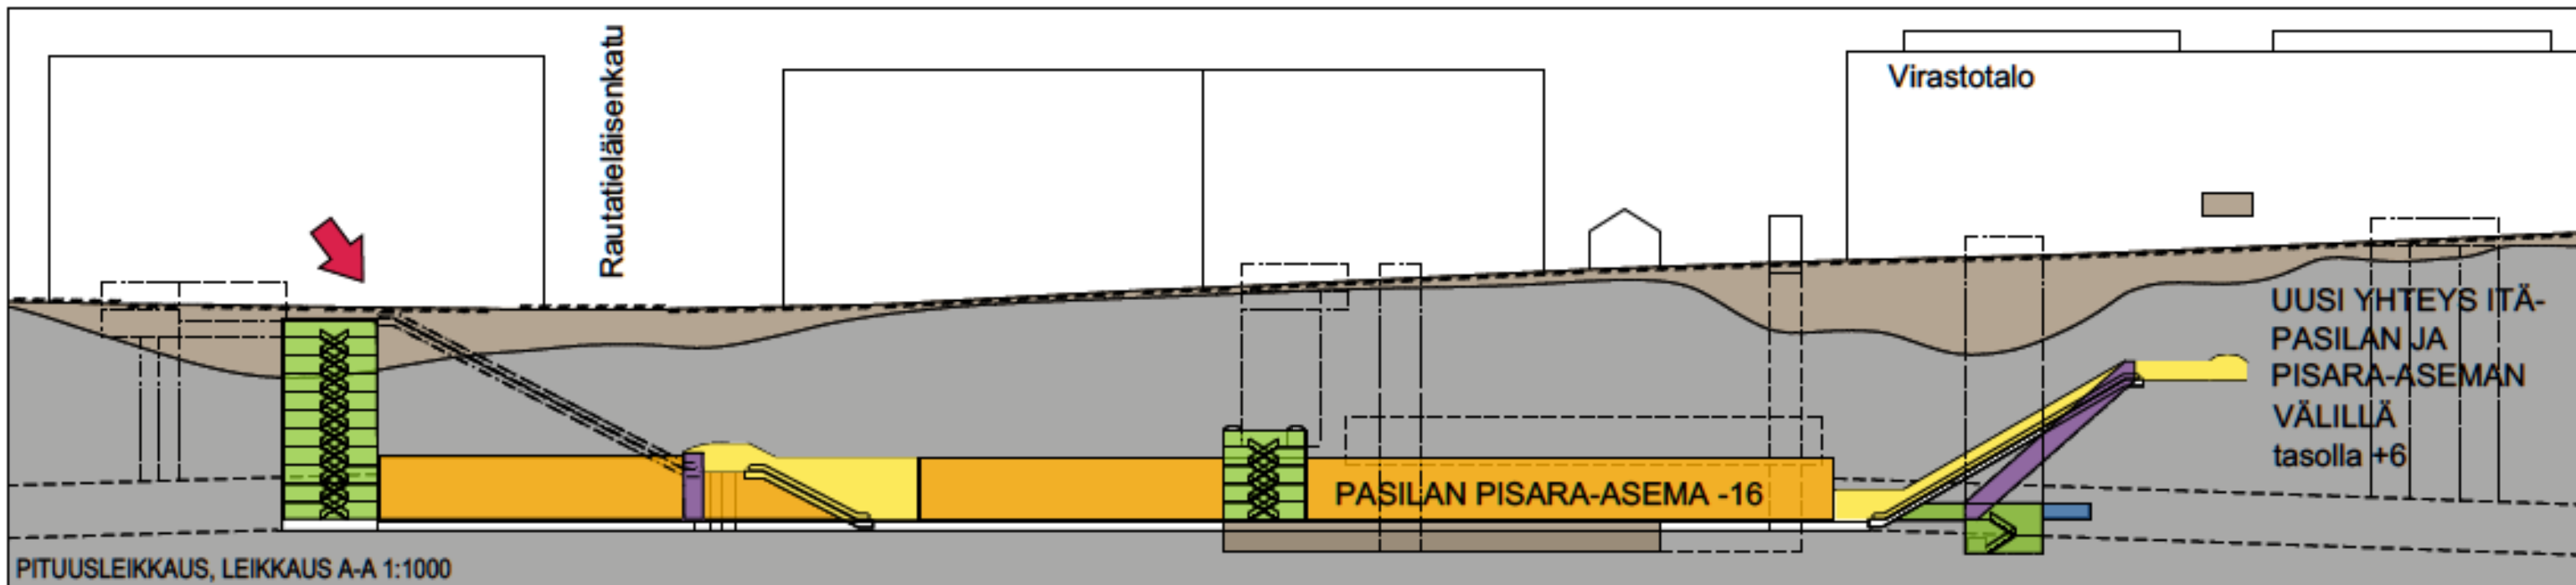 Rautatieläisenkatu
Virastotalo
UUSI YHTEYS ITÄ-
PASILAN JA
PISARA-ASEMAN
VÄLILLÄ
tasolla +6
PASILAN PISARA-ASEMA -16
PITUUSLEIKKAUS, LEIKKAUS A-A 1:1000